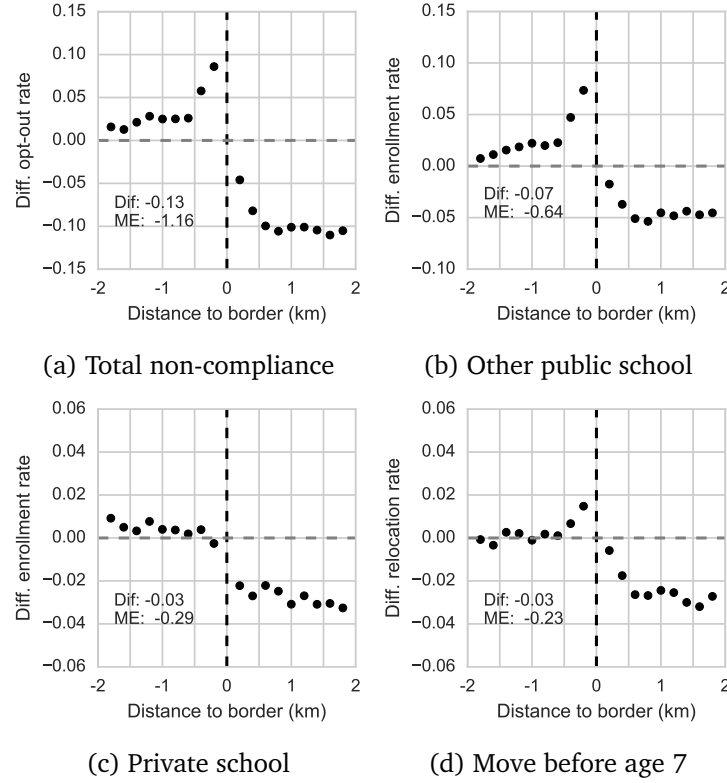 0.15
0.10
0.05
0.00
−0.05
−0.10
−0.15
Diff. opt-out rate
Dif: -0.13
ME: -1.16
-2 -1 0 1 2
Distance to border (km)
(a) Total non-compliance
0.15
0.10
0.05
0.00
−0.05
−0.10
Diff. enrollment rate
Dif: -0.07
ME: -0.64
-2 -1 0 1 2
Distance to border (km)
(b) Other public school
0.06
0.04
0.02
0.00
−0.02
−0.04
−0.06
Diff. enrollment rate
Dif: -0.03
ME: -0.29
-2 -1 0 1 2
Distance to border (km)
(c) Private school
0.06
0.04
0.02
0.00
−0.02
−0.04
−0.06
Diff. relocation rate
Dif: -0.03
ME: -0.23
-2 -1 0 1 2
Distance to border (km)
(d) Move before age 7